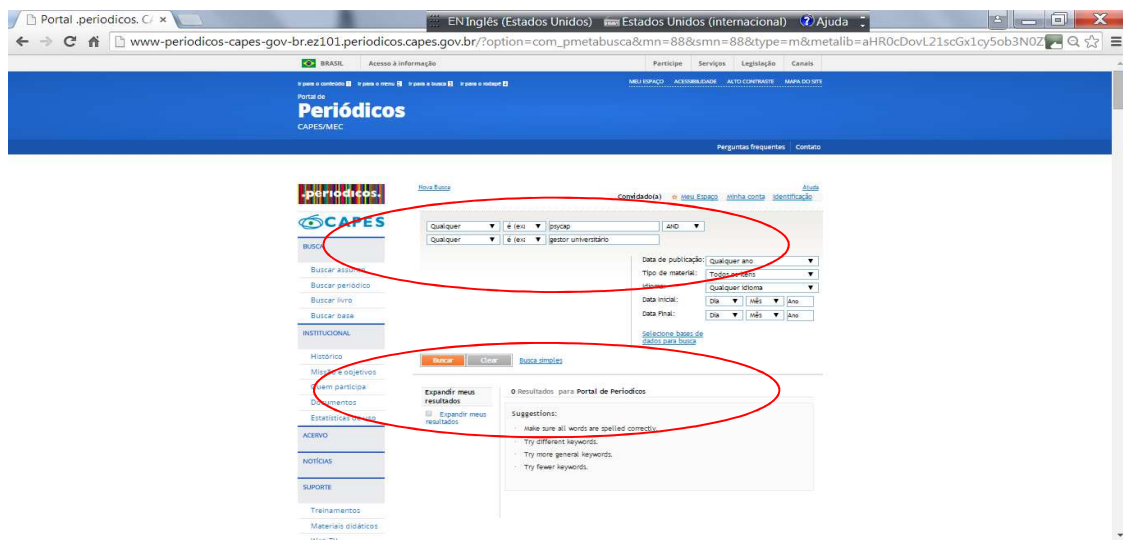 Portal .periodicos. C
EN Inglês (Estados Unidos) Estados Unidos (internacional) Ajuda
www-periodicos-capes-gov-br.ez101.periodicos.capes.gov.br/?option=com_pmetabusca&mn=88&smn=88&type=m&metalib=aHR0cDovL21scGx1cy5ob3N0Z
BRASIL Acesso à informação Participe Serviços Legislação Canais
Ir para o conteúdo 1 Ir para o menu 2 Ir para a busca 3 Ir para o rodapé 4 MEU ESPAÇO ACESSIBILIDADE ALTO CONTRASTE MAPA DO SITE
Portal de
Periódicos
CAPES/MEC
Perguntas frequentes Contato
.periodicos.
Nova Busca Ajuda
Convidado(a) Meu Espaço Minha conta Identificação
CAPES
Qualquer é (exa psycap AND
Qualquer é (exa gestor universitário
BUSCA
Data de publicação: Qualquer ano
Buscar assunto Tipo de material: Todos os itens
Buscar periódico Idioma: Qualquer idioma
Buscar livro Data Inicial: Dia Mês Ano
Buscar base Data Final: Dia Mês Ano
INSTITUCIONAL
Selecione bases de
dados para busca
Histórico
Buscar Clear Busca simples
Missão e objetivos
Quem participa
Documentos
Estatísticas de uso
Expandir meus
resultados
Expandir meus
resultados
0 Resultados para Portal de Periodicos
Suggestions:
Make sure all words are spelled correctly.
Try different keywords.
Try more general keywords.
Try fewer keywords.
ACERVO
NOTÍCIAS
SUPORTE
Treinamentos
Materiais didáticos